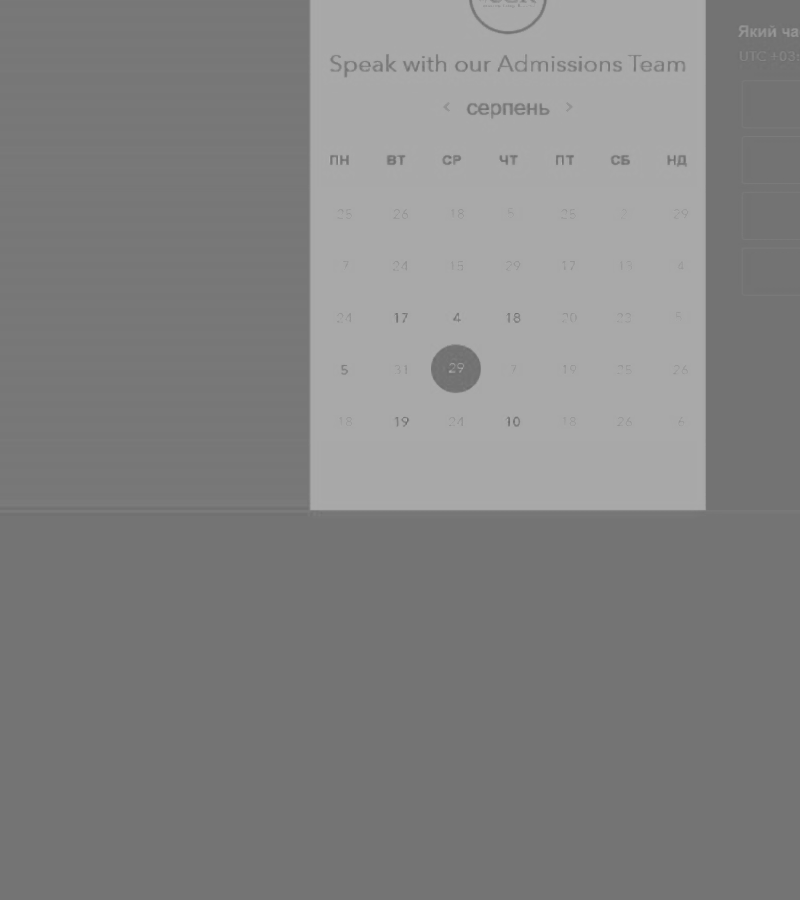 Який ча
UTC +03:
Speak with our Admissions Team
< серпень >
ПН ВТ СР ЧТ ПТ СБ НД
25 26 18 5 25 29
7 24 15 29 17 13 4
24 17 4 18 20 22 5
5 31 29 7 19 25 26
18 19 24 10 18 26 6